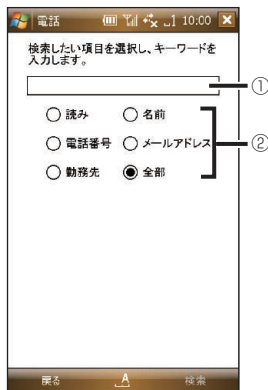 電話 10:00
検索したい項目を選択し、キーワードを
入力します。
①
読み 名前
電話番号 メールアドレス
②
勤務先 全部
戻る A 検索